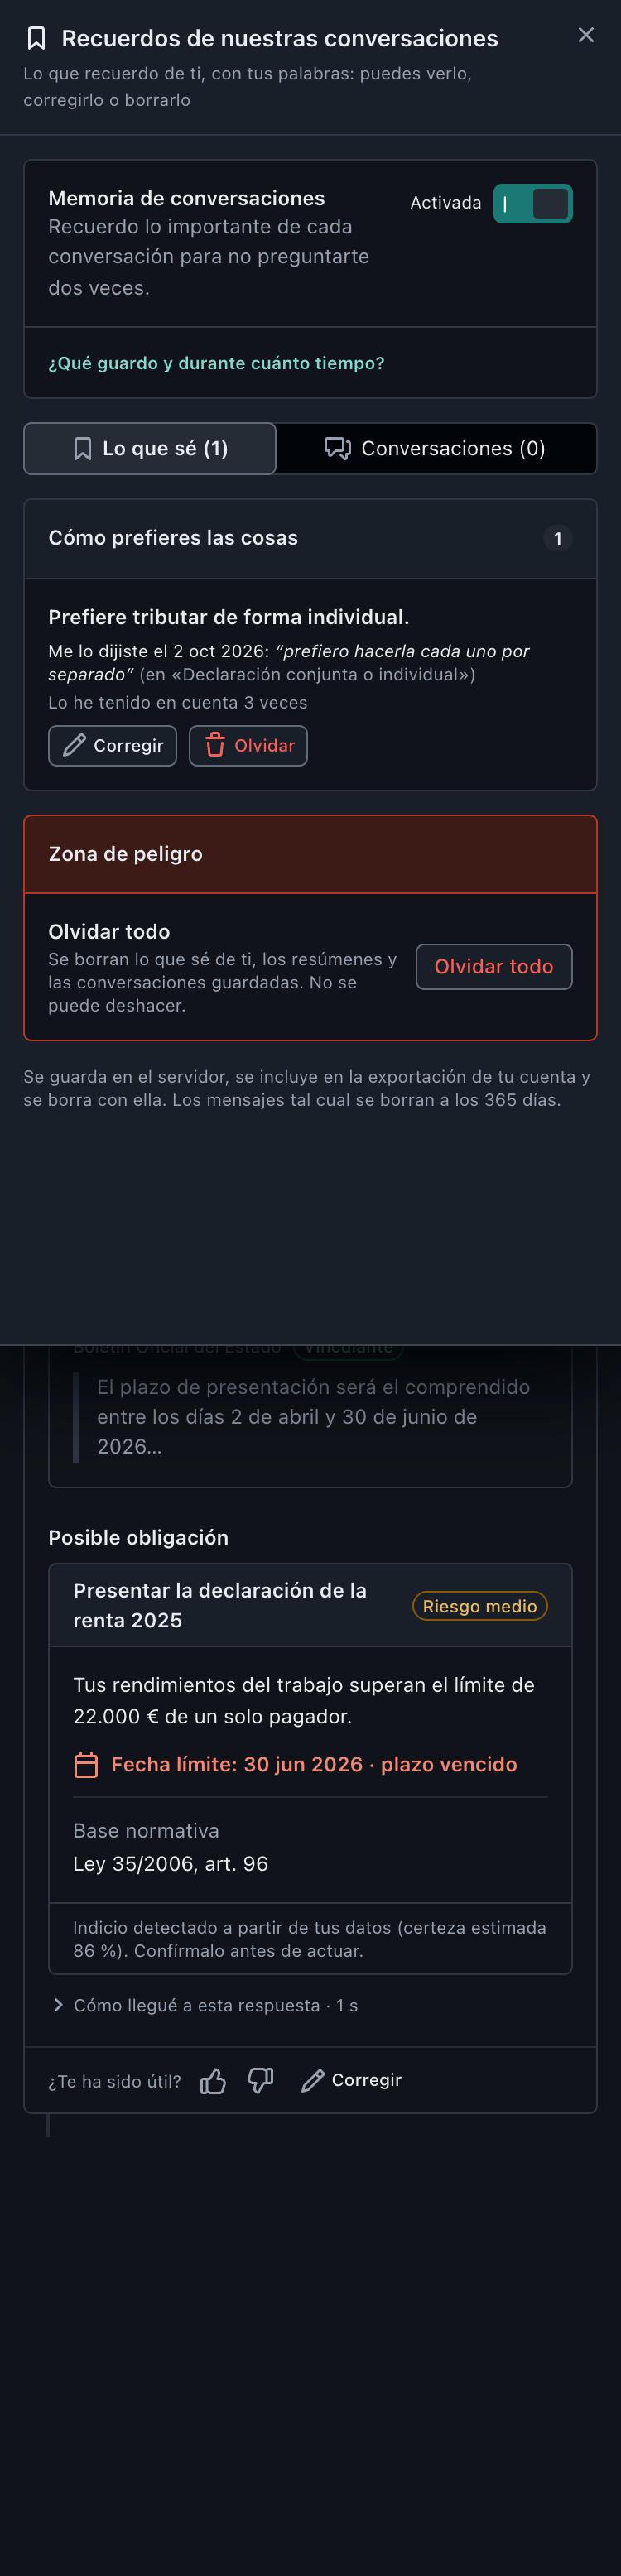 Recuerdos de nuestras conversaciones
Lo que recuerdo de ti, con tus palabras: puedes verlo,
corregirlo o borrarlo
Memoria de conversaciones
Activada
Recuerdo lo importante de cada
conversación para no preguntarte
dos veces.
¿Qué guardo y durante cuánto tiempo?
Lo que sé (1)
Conversaciones (0)
Cómo prefieres las cosas
1
Prefiere tributar de forma individual.
Me lo dijiste el 2 oct 2026: “prefiero hacerla cada uno por
separado” (en «Declaración conjunta o individual»)
Lo he tenido en cuenta 3 veces
Corregir
Olvidar
Zona de peligro
Olvidar todo
Se borran lo que sé de ti, los resúmenes y
las conversaciones guardadas. No se
puede deshacer.
Olvidar todo
Se guarda en el servidor, se incluye en la exportación de tu cuenta y
se borra con ella. Los mensajes tal cual se borran a los 365 días.
Boletín Oficial del Estado
Vinculante
El plazo de presentación será el comprendido
entre los días 2 de abril y 30 de junio de
2026...
Posible obligación
Presentar la declaración de la
renta 2025
Riesgo medio
Tus rendimientos del trabajo superan el límite de
22.000 € de un solo pagador.
Fecha límite: 30 jun 2026 · plazo vencido
Base normativa
Ley 35/2006, art. 96
Indicio detectado a partir de tus datos (certeza estimada
86 %). Confírmalo antes de actuar.
Cómo llegué a esta respuesta · 1 s
¿Te ha sido útil?
Corregir